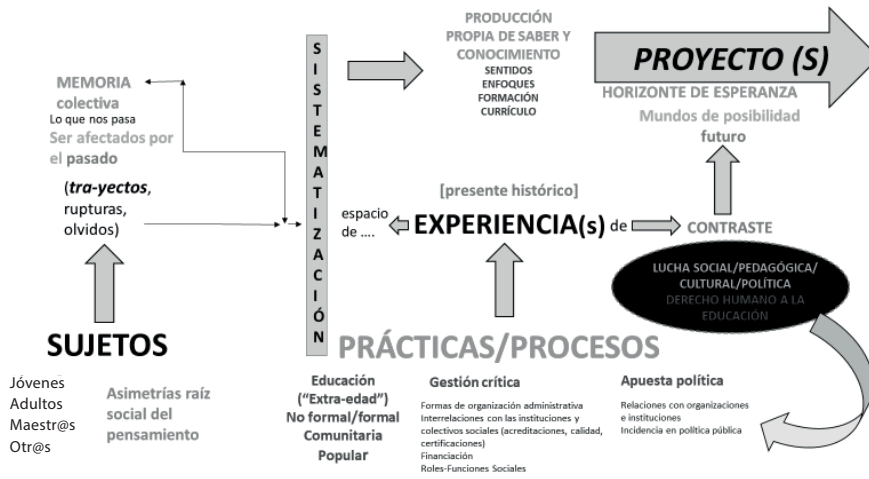 PRODUCCIÓN
PROPIA DE SABER Y
CONOCIMIENTO
SENTIDOS
ENFOQUES
FORMACIÓN
CURRÍCULO
PROYECTO (S)
HORIZONTE DE ESPERANZA
Mundos de posibilidad
futuro
MEMORIA
colectiva
Lo que nos pasa
Ser afectados por
el pasado
(tra-yectos,
rupturas,
olvidos)
SISTEMATIZACIÓN
[presente histórico]
espacio
de ....
EXPERIENCIA(s) de
CONTRASTE
LUCHA SOCIAL/PEDAGÓGICA/
CULTURAL/POLÍTICA
DERECHO HUMANO A LA
EDUCACIÓN
SUJETOS
PRÁCTICAS/PROCESOS
Jóvenes
Adultos
Maestr@s
Otr@s
Asimetrías raíz
social del
pensamiento
Educación
("Extra-edad")
No formal/formal
Comunitaria
Popular
Gestión crítica
Formas de organización administrativa
Interrelaciones con las instituciones y
colectivos sociales (acreditaciones, calidad,
certificaciones)
Financiación
Roles-Funciones Sociales
Apuesta política
Relaciones con organizaciones
e instituciones
Incidencia en política pública